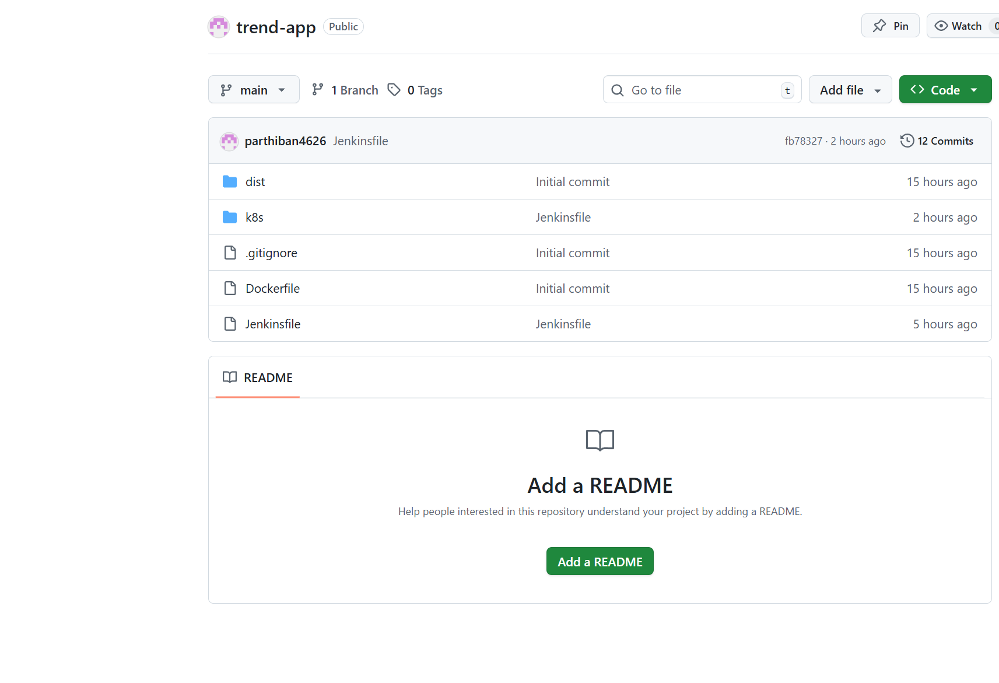 trend-app Public Pin Watch 0
main 1 Branch 0 Tags Go to file t Add file Code
parthiban4626 Jenkinsfile fb78327 · 2 hours ago 12 Commits
dist Initial commit 15 hours ago
k8s Jenkinsfile 2 hours ago
.gitignore Initial commit 15 hours ago
Dockerfile Initial commit 15 hours ago
Jenkinsfile Jenkinsfile 5 hours ago
README
Add a README
Help people interested in this repository understand your project by adding a README.
Add a README